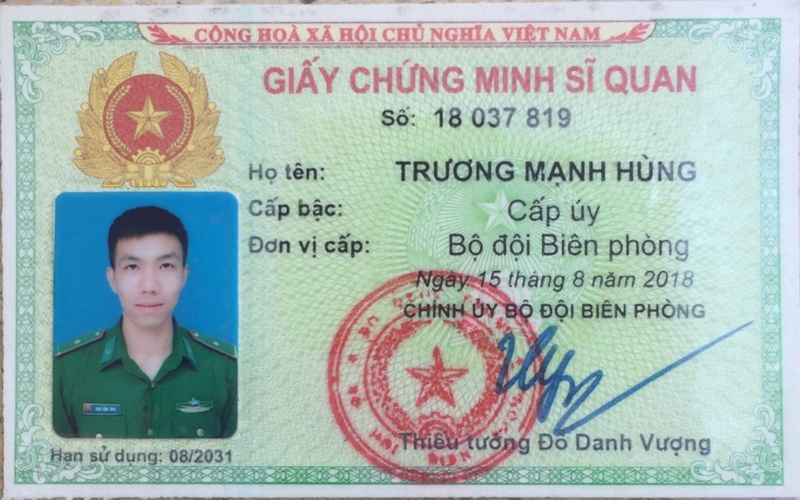 CỘNG HOÀ XÃ HỘI CHỦ NGHĨA VIỆT NAM
GIẤY CHỨNG MINH SĨ QUAN
Số: 18 037 819
Họ tên: TRƯƠNG MẠNH HÙNG
Cấp bậc: Cấp úy
Đơn vị cấp: Bộ đội Biên phòng
Ngày 15 tháng 8 năm 2018
CHÍNH ỦY BỘ ĐỘI BIÊN PHÒNG
Thiếu tướng Đỗ Danh Vượng
Hạn sử dụng: 08/2031